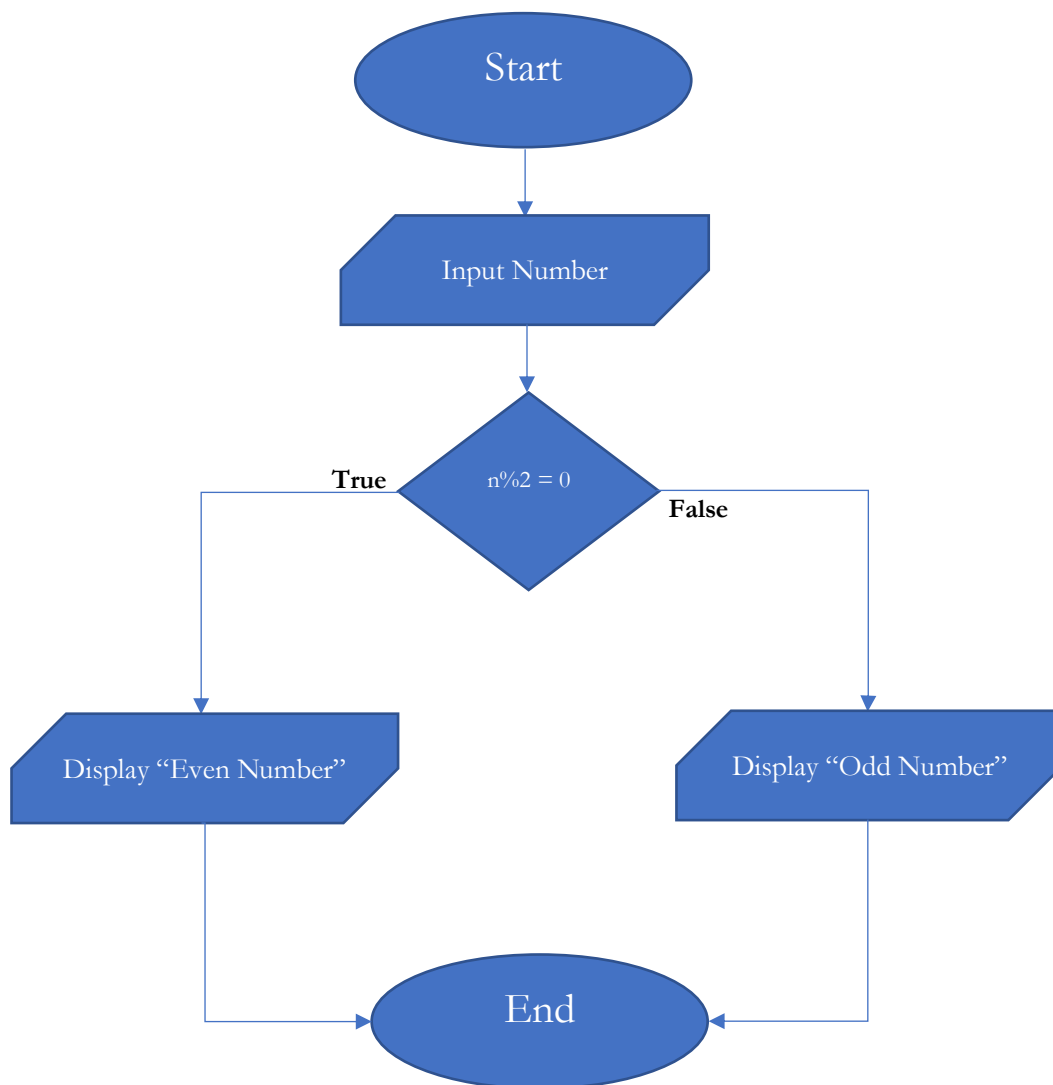 Start
Input Number
n%2 = 0
True
False
Display “Even Number”
Display “Odd Number”
End